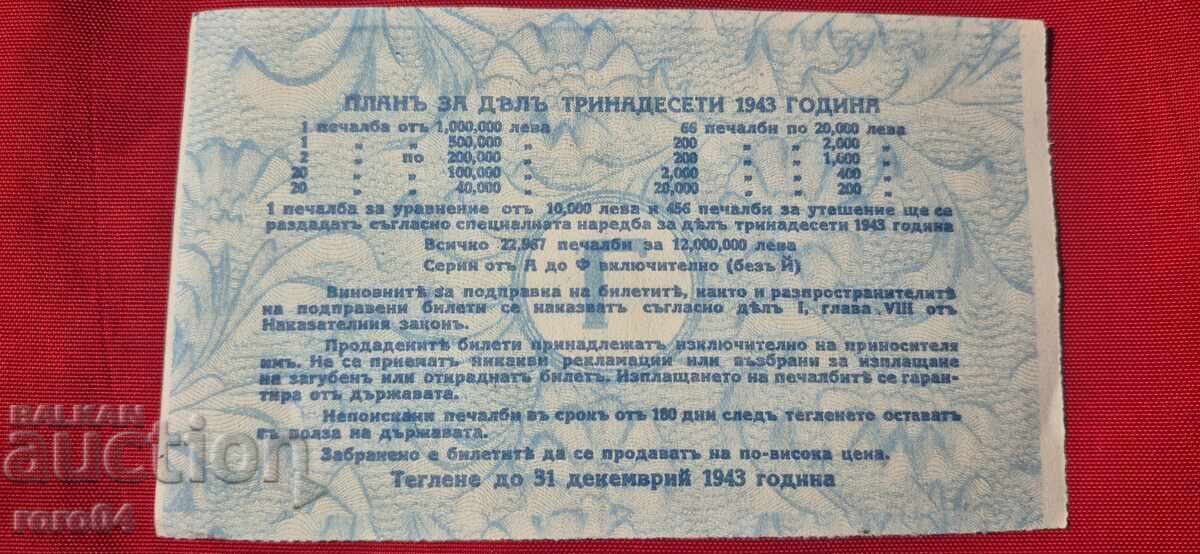 ПЛАНЪ ЗА ДѢЛЪ ТРИНАДЕСЕТИ 1943 ГОДИНА
1 печалба отъ 1,000,000 лева 66 печалби по 20,000 лева
1 „ „ 500,000 „ 200 „ „ 2,000 „
2 „ по 200,000 „ 200 „ „ 1,600 „
20 „ „ 100,000 „ 2,000 „ „ 400 „
20 „ „ 40,000 „ 20,000 „ „ 200 „
1 печалба за уравнение отъ 10,000 лева и 456 печалби за утешение ще се
раздадатъ съгласно специалната наредба за дѣлъ тринадесети 1943 година
Всичко 22,967 печалби за 12,000,000 лева
Серии отъ А до Ф включително (безъ Й)
Г
Виновнитѣ за подправка на билетитѣ, както и разпространителитѣ
на подправени билети се наказватъ съгласно дѣлъ I, глава VIII отъ
Наказателния законъ.
Продаденитѣ билети принадлежатъ изключително на приносителя
имъ. Не се приематъ никакви рекламации или възбрани за изплащане
на загубенъ или откраднатъ билетъ. Изплащането на печалбитѣ се гаран-
тира отъ държавата.
Непоискани печалби въ срокъ отъ 180 дни следъ тегленето оставатъ
въ полза на държавата.
Забранено е билетитѣ да се продаватъ на по-висока цена.
Теглене до 31 декемврий 1943 година
BALKAN
auction
roro64